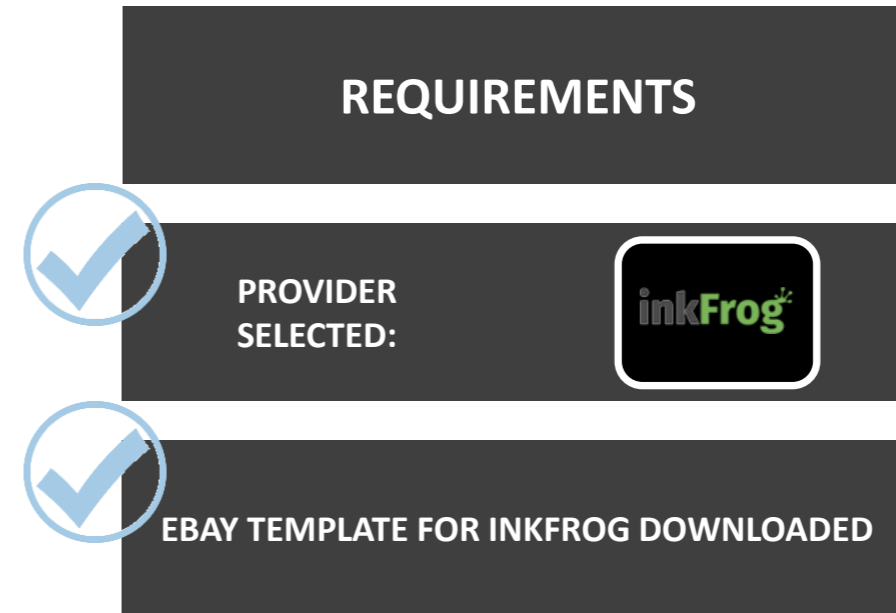 REQUIREMENTS
PROVIDER
SELECTED:
inkFrog
EBAY TEMPLATE FOR INKFROG DOWNLOADED